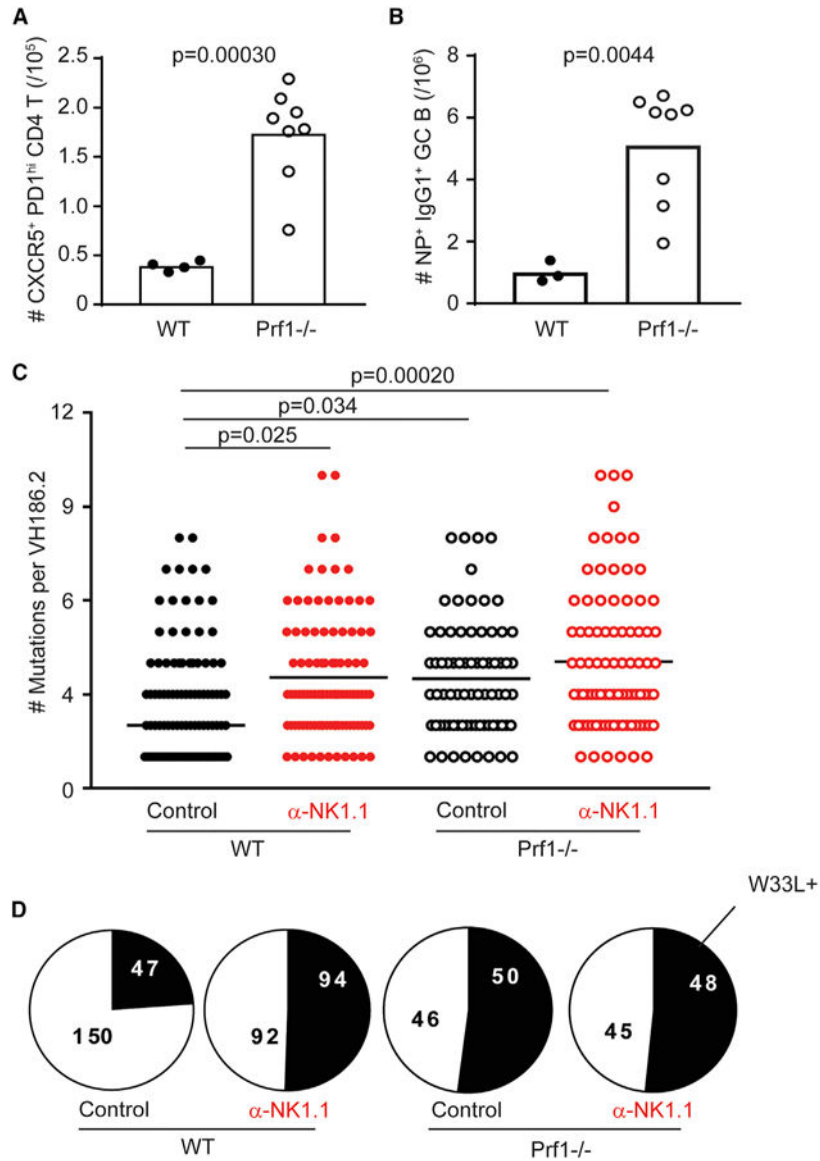 A
p=0.00030
# CXCR5⁺ PD1ʰⁱ CD4 T (/10⁵)
2.5
2.0
1.5
1.0
0.5
0
WT
Prf1-/-
B
p=0.0044
# NP⁺ IgG1⁺ GC B (/10⁶)
8
6
4
2
0
WT
Prf1-/-
C
p=0.00020
p=0.034
p=0.025
# Mutations per VH186.2
12
9
6
4
0
Control
α-NK1.1
Control
α-NK1.1
WT
Prf1-/-
D
W33L+
47
150
94
92
50
46
48
45
Control
α-NK1.1
Control
α-NK1.1
WT
Prf1-/-